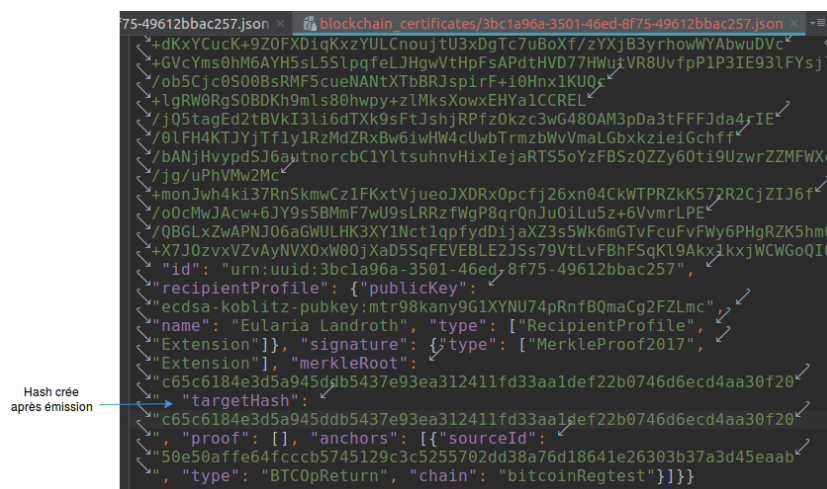 f75-49612bbac257.json × blockchain_certificates/3bc1a96a-3501-46ed-8f75-49612bbac257.json ×
+dKxYCucK+9ZOFXDiqKxzYULCnoujtU3xDgTc7uBoXf/zYXjB3yrhowWYAbwuDVc
+GVcYms0hM6AYH5sL5SlpqfeLJHgwVtHpFsAPdtHVD77HWutVR8UvfpP1P3IE93lFYsj
/ob5Cjc0SO0BsRMF5cueNANtXTbBRJspirF+i0Hnx1KUQc
+lgRW0RgSOBDKh9mls80hwpy+zlMksXowxEHYa1CCREL
/jQ5tagEd2tBVkI3li6dTXk9sFtJshjRPfzOkzc3wG48OAM3pDa3tFFFJda4rIE
/0lFH4KTJYjTf1y1RzMdZRxBw6iwHW4cUwbTrmzbWvVmaLGbxkzieiGchff
/bANjHvypdSJ6autnorcbC1YltsuhnvHixIejaRTS5oYzFBSzQZZy6Oti9UzwrZZMFWX
/jg/uPhVMw2Mc
+monJwh4ki37RnSkmwCz1FKxtVjueoJXDRxOpcfj26xn04CkWTPRZkK572R2CjZIJ6f
/oOcMwJAcw+6JY9s5BMmF7wU9sLRRzfWgP8qrQnJuOiLu5z+6VymrLPE
/QBGLxZwAPNJO6aGWULHK3XY1Nct1qpfydDijaXZ3s5Wk6mGTvFcuFvFWy6PHgRZK5hm
+X7JOzvxVZvAyNVXOxW0OjXaD5SqFEVEBLE2JSs79VtLvFBhFSqKl9Akx1kxjWCWGoQI
"id": "urn:uuid:3bc1a96a-3501-46ed-8f75-49612bbac257",
"recipientProfile": {"publicKey":
"ecdsa-koblitz-pubkey:mtr98kany9G1XYNU74pRnfBQmaCg2FZLmc",
"name": "Eularia Landroth", "type": ["RecipientProfile",
"Extension"]}, "signature": {"type": ["MerkleProof2017",
"Extension"], "merkleRoot":
"c65c6184e3d5a945ddb5437e93ea312411fd33aa1def22b0746d6ecd4aa30f20
Hash crée
après émission
", "targetHash":
"c65c6184e3d5a945ddb5437e93ea312411fd33aa1def22b0746d6ecd4aa30f20
", "proof": [], "anchors": [{"sourceId":
"50e50affe64fcccb5745129c3c5255702dd38a76d18641e26303b37a3d45eaab
", "type": "BTCOpReturn", "chain": "bitcoinRegtest"}]}}